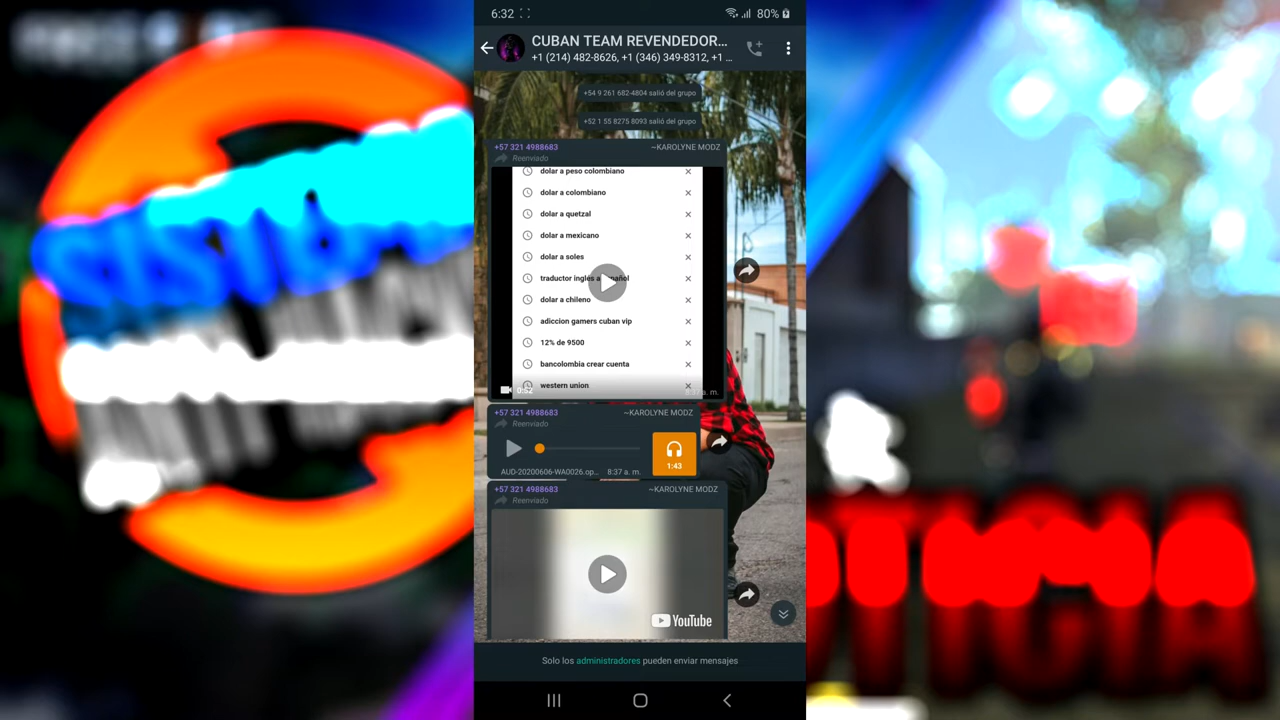 6:32
80%
CUBAN TEAM REVENDEDOR...
+1 (214) 482-8626, +1 (346) 349-8312, +1 ...
+54 9 261 682-4804 salió del grupo
+52 1 55 8275 8093 salió del grupo
+57 321 4988683 ~KAROLYNE MODZ
Reenviado
dolar a peso colombiano
dolar a colombiano
dolar a quetzal
dolar a mexicano
dolar a soles
traductor inglés a español
dolar a chileno
adiccion gamers cuban vip
12% de 9500
bancolombia crear cuenta
western union
0:52 8:37 a. m.
+57 321 4988683 ~KAROLYNE MODZ
Reenviado
1:43
AUD-20200606-WA0026.op... 8:37 a. m.
+57 321 4988683 ~KAROLYNE MODZ
Reenviado
YouTube
Solo los administradores pueden enviar mensajes